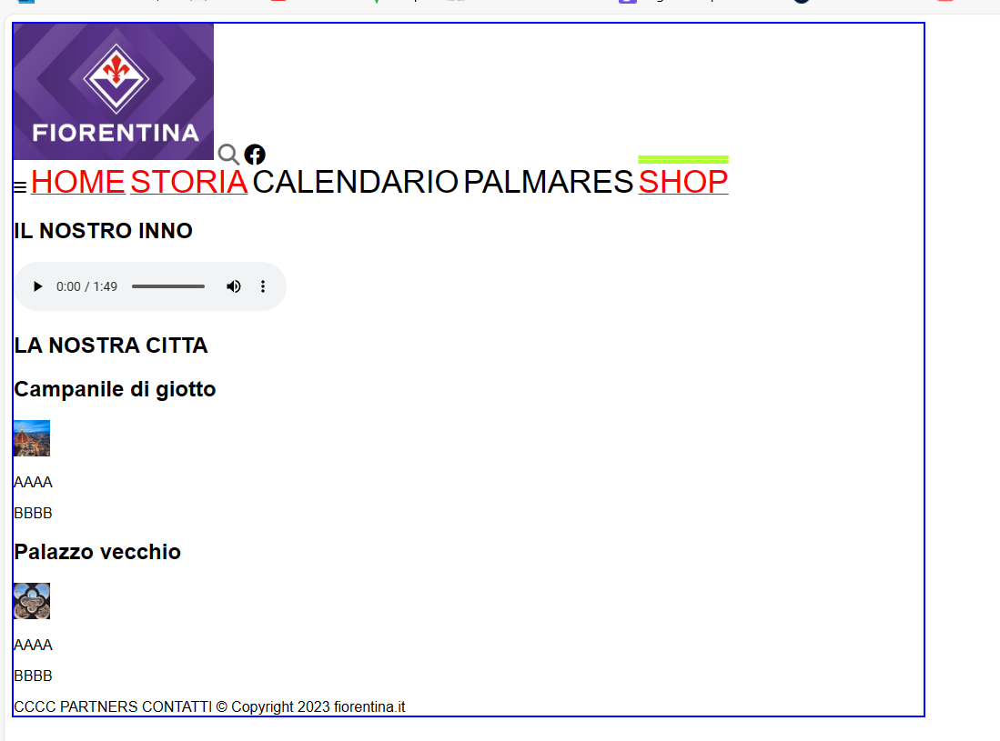 FIORENTINA
HOME STORIA CALENDARIO PALMARES SHOP
IL NOSTRO INNO
0:00 / 1:49
LA NOSTRA CITTA
Campanile di giotto
AAAA
BBBB
Palazzo vecchio
AAAA
BBBB
CCCC PARTNERS CONTATTI © Copyright 2023 fiorentina.it